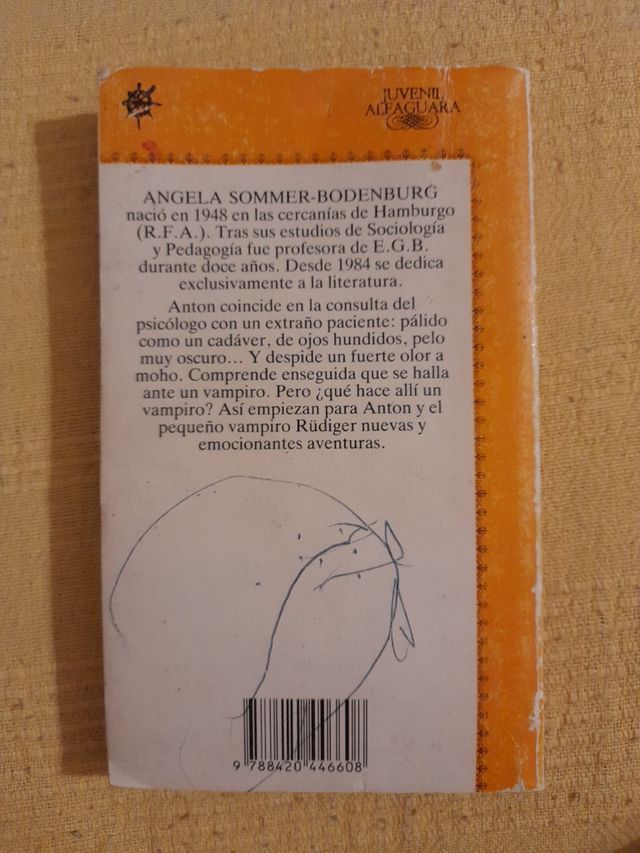 JUVENIL
ALFAGUARA
ANGELA SOMMER-BODENBURG
nació en 1948 en las cercanías de Hamburgo
(R.F.A.). Tras sus estudios de Sociología
y Pedagogía fue profesora de E.G.B.
durante doce años. Desde 1984 se dedica
exclusivamente a la literatura.
Anton coincide en la consulta del
psicólogo con un extraño paciente: pálido
como un cadáver, de ojos hundidos, pelo
muy oscuro... Y despide un fuerte olor a
moho. Comprende enseguida que se halla
ante un vampiro. Pero ¿qué hace allí un
vampiro? Así empiezan para Anton y el
pequeño vampiro Rüdiger nuevas y
emocionantes aventuras.
9 788420 446608